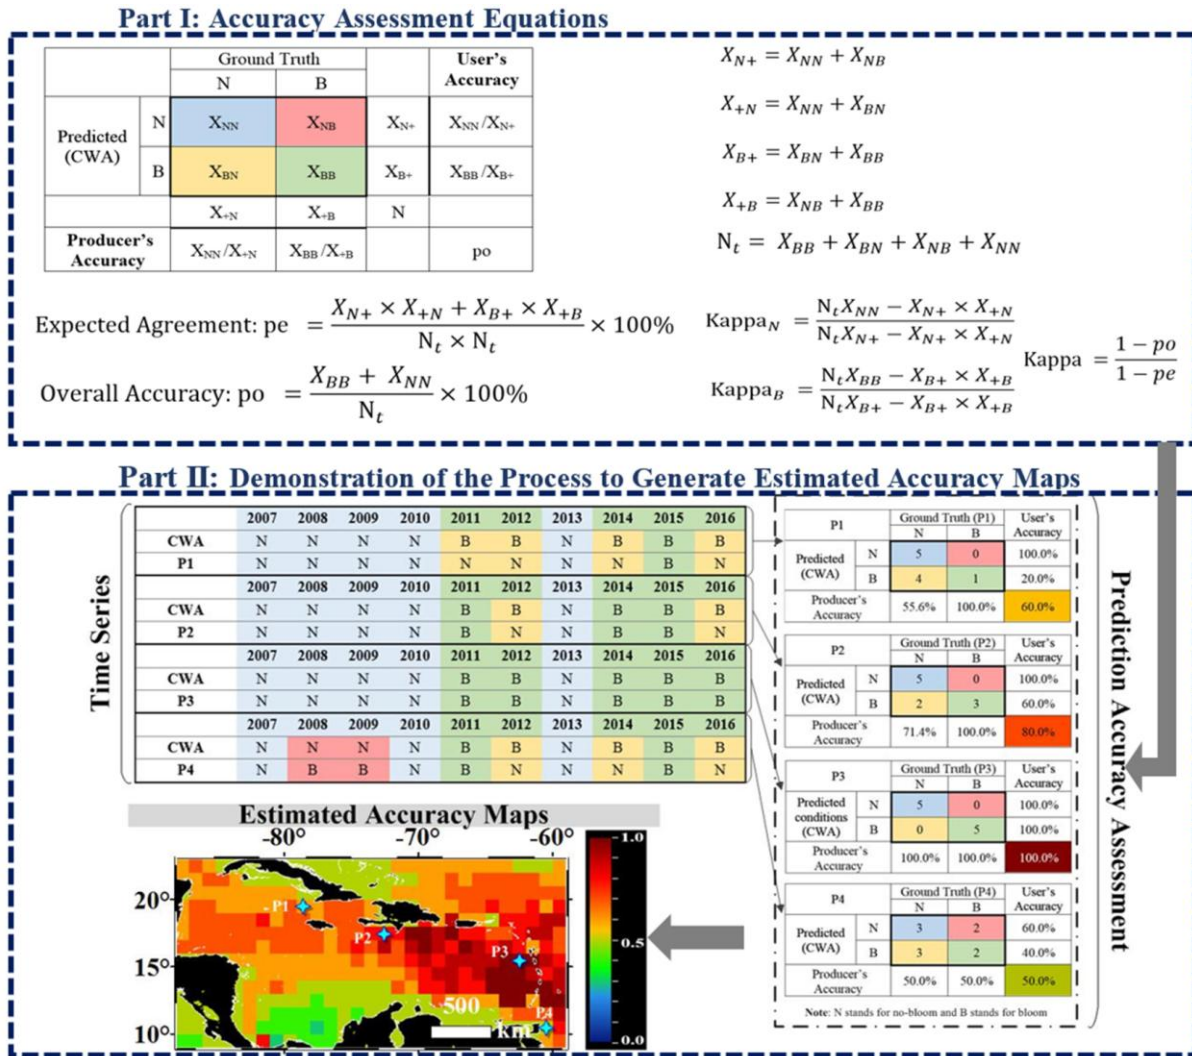 Part I: Accuracy Assessment Equations
Ground Truth
User's Accuracy
N B
Predicted (CWA)
N X_NN X_NB X_N+ X_NN/X_N+
B X_BN X_BB X_B+ X_BB/X_B+
X_+N X_+B N
Producer's Accuracy X_NN/X_+N X_BB/X_+B po
X_N+ = X_NN + X_NB
X_+N = X_NN + X_BN
X_B+ = X_BN + X_BB
X_+B = X_NB + X_BB
N_t = X_BB + X_BN + X_NB + X_NN
Expected Agreement: pe = (X_N+ × X_+N + X_B+ × X_+B) / (N_t × N_t) × 100%
Overall Accuracy: po = (X_BB + X_NN) / N_t × 100%
Kappa_N = (N_t X_NN − X_N+ × X_+N) / (N_t X_N+ − X_N+ × X_+N)
Kappa_B = (N_t X_BB − X_B+ × X_+B) / (N_t X_B+ − X_B+ × X_+B)
Kappa = (1 − po) / (1 − pe)
Part II: Demonstration of the Process to Generate Estimated Accuracy Maps
Time Series
2007 2008 2009 2010 2011 2012 2013 2014 2015 2016
CWA N N N N B B N B B B
P1 N N N N N N N N B N
2007 2008 2009 2010 2011 2012 2013 2014 2015 2016
CWA N N N N B B N B B B
P2 N N N N B N N B B N
2007 2008 2009 2010 2011 2012 2013 2014 2015 2016
CWA N N N N B B N B B B
P3 N N N N B B N B B B
2007 2008 2009 2010 2011 2012 2013 2014 2015 2016
CWA N N N N B B N B B B
P4 N B B N B N N N B N
P1 Ground Truth (P1) User's Accuracy
N B
Predicted (CWA)
N 5 0 100.0%
B 4 1 20.0%
Producer's Accuracy 55.6% 100.0% 60.0%
P2 Ground Truth (P2) User's Accuracy
N B
Predicted (CWA)
N 5 0 100.0%
B 2 3 60.0%
Producer's Accuracy 71.4% 100.0% 80.0%
P3 Ground Truth (P3) User's Accuracy
N B
Predicted conditions (CWA)
N 5 0 100.0%
B 0 5 100.0%
Producer's Accuracy 100.0% 100.0% 100.0%
P4 Ground Truth (P4) User's Accuracy
N B
Predicted (CWA)
N 3 2 60.0%
B 3 2 40.0%
Producer's Accuracy 50.0% 50.0% 50.0%
Note: N stands for no-bloom and B stands for bloom
Prediction Accuracy Assessment
Estimated Accuracy Maps
-80° -70° -60°
20°
15°
10°
P1
P2
P3
P4
500
km
1.0
0.5
0.0